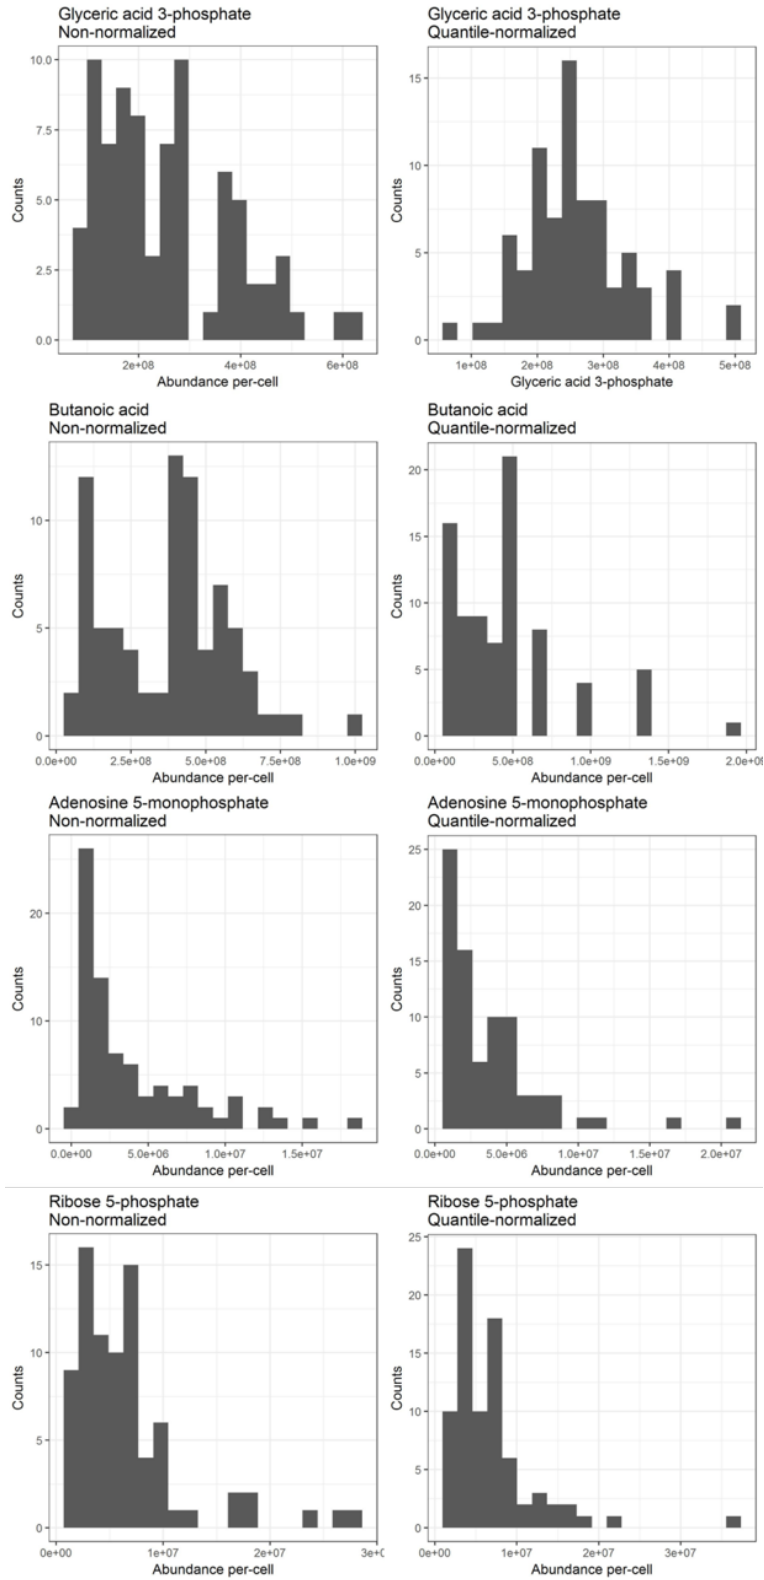 Glyceric acid 3-phosphate
Non-normalized
10.0
7.5
5.0
2.5
0.0
Counts
2e+08 4e+08 6e+08
Abundance per-cell
Glyceric acid 3-phosphate
Quantile-normalized
15
10
5
0
Counts
1e+08 2e+08 3e+08 4e+08 5e+08
Glyceric acid 3-phosphate
Butanoic acid
Non-normalized
10
5
0
Counts
0.0e+00 2.5e+08 5.0e+08 7.5e+08 1.0e+09
Abundance per-cell
Butanoic acid
Quantile-normalized
20
15
10
5
0
Counts
0.0e+00 5.0e+08 1.0e+09 1.5e+09 2.0e+09
Abundance per-cell
Adenosine 5-monophosphate
Non-normalized
20
10
0
Counts
0.0e+00 5.0e+06 1.0e+07 1.5e+07
Abundance per-cell
Adenosine 5-monophosphate
Quantile-normalized
25
20
15
10
5
0
Counts
0.0e+00 5.0e+06 1.0e+07 1.5e+07 2.0e+07
Abundance per-cell
Ribose 5-phosphate
Non-normalized
15
10
5
0
Counts
0e+00 1e+07 2e+07
Abundance per-cell
Ribose 5-phosphate
Quantile-normalized
25
20
15
10
5
0
Counts
0e+00 1e+07 2e+07 3e+07
Abundance per-cell